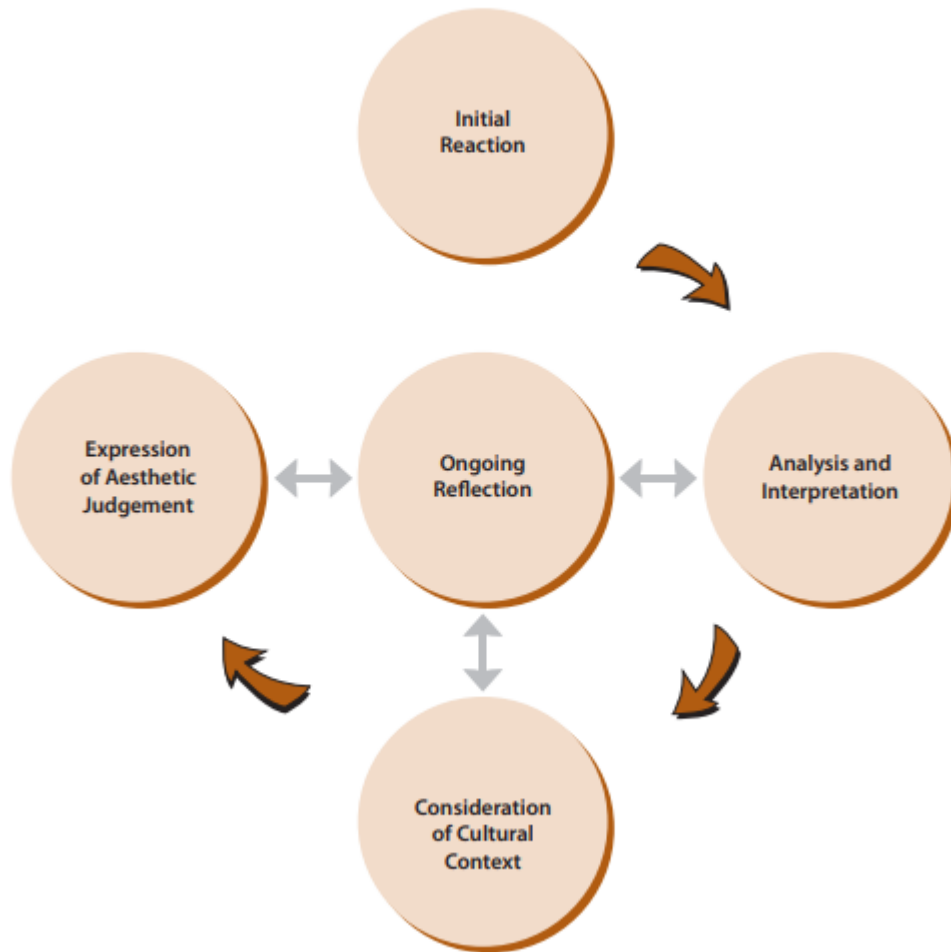 Initial
Reaction
Expression
of Aesthetic
Judgement
Ongoing
Reflection
Analysis and
Interpretation
Consideration
of Cultural
Context